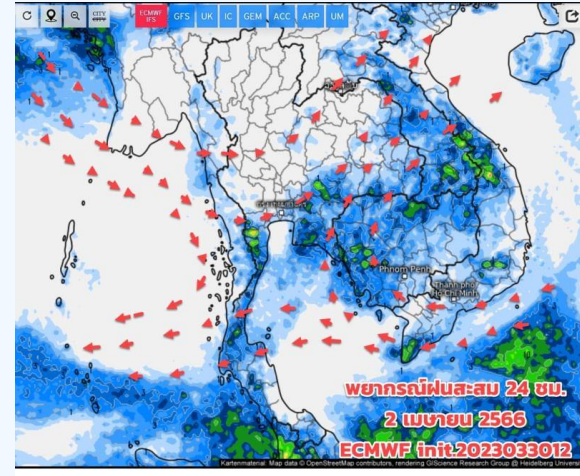 CITY
CITY
ECMWF IFS GFS UK IC GEM ACC ARP UM
Phnom Penh
Thành phố
Hồ Chí Minh
พยากรณ์ฝนสะสม 24 ชม.
2 เมษายน 2566
ECMWF init.2023033012
Kartenmaterial Map data © OpenStreetMap contributors, rendering GIScience Research Group @ Heidelberg